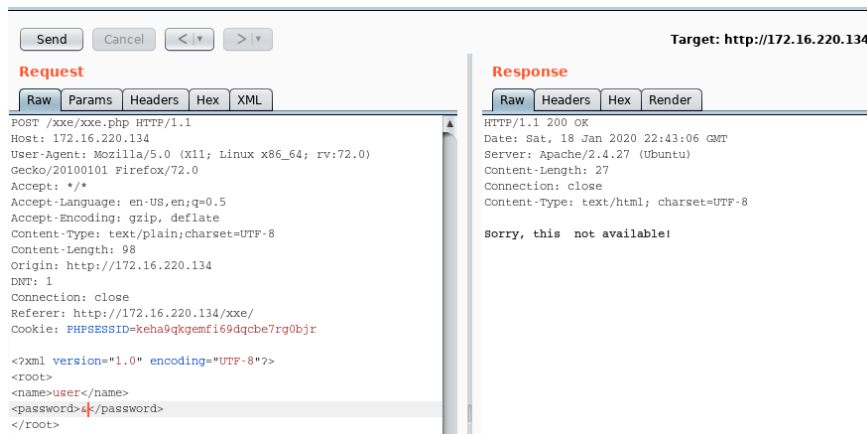 Send Cancel < > Target: http://172.16.220.134
Request
Raw Params Headers Hex XML
POST /xxe/xxe.php HTTP/1.1
Host: 172.16.220.134
User-Agent: Mozilla/5.0 (X11; Linux x86_64; rv:72.0)
Gecko/20100101 Firefox/72.0
Accept: */*
Accept-Language: en-US,en;q=0.5
Accept-Encoding: gzip, deflate
Content-Type: text/plain;charset=UTF-8
Content-Length: 98
Origin: http://172.16.220.134
DNT: 1
Connection: close
Referer: http://172.16.220.134/xxe/
Cookie: PHPSESSID=keha9qkgemfi69dqcbe7rg0bjr
<?xml version="1.0" encoding="UTF-8"?>
<root>
<name>user</name>
<password>&</password>
</root>
Response
Raw Headers Hex Render
HTTP/1.1 200 OK
Date: Sat, 18 Jan 2020 22:43:06 GMT
Server: Apache/2.4.27 (Ubuntu)
Content-Length: 27
Connection: close
Content-Type: text/html; charset=UTF-8
Sorry, this  not available!